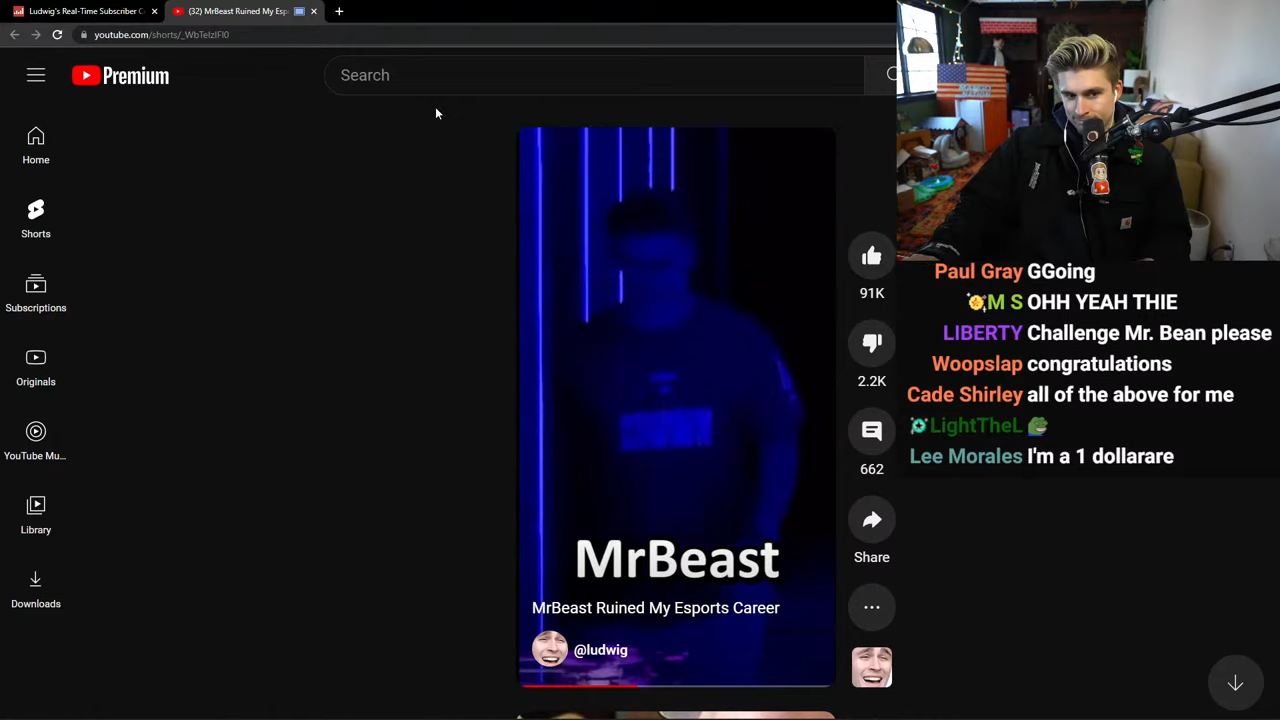 Ludwig's Real-Time Subscriber C
(32) MrBeast Ruined My Esp
youtube.com/shorts/_WbTelzIFl0
Premium
Search
Home
Shorts
Subscriptions
Originals
YouTube Mu...
Library
Downloads
MrBeast
MrBeast Ruined My Esports Career
@ludwig
91K
2.2K
662
Share
Paul Gray GGoing
M S OHH YEAH THIE
LIBERTY Challenge Mr. Bean please
Woopslap congratulations
Cade Shirley all of the above for me
LightTheL
Lee Morales I'm a 1 dollarare